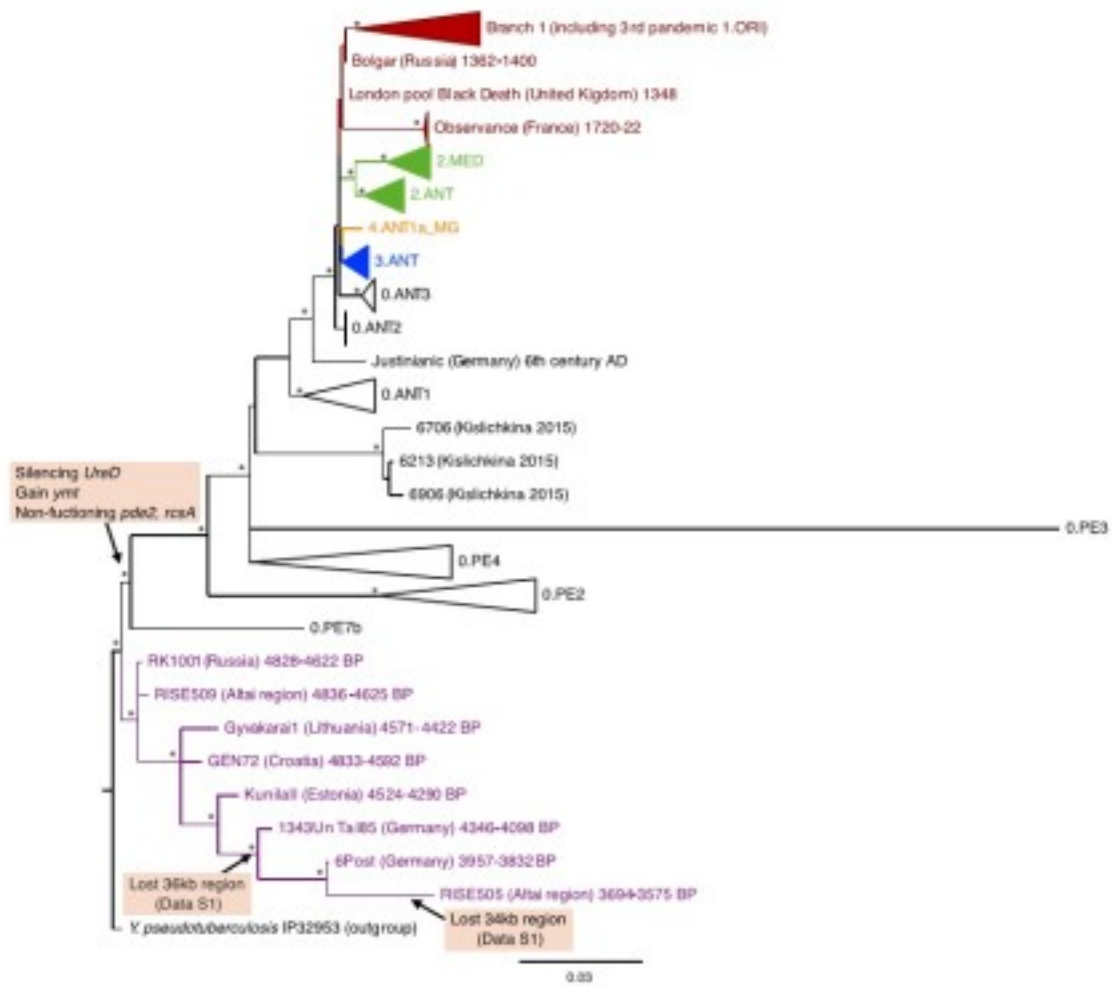 Branch 1 (including 3rd pandemic 1.ORI)
Bolgar (Russia) 1362-1400
London pool Black Death (United Kigdom) 1348
Observance (France) 1720-22
2.MED
2.ANT
4.ANT1a_MG
3.ANT
0.ANT3
0.ANT2
Justinianic (Germany) 6th century AD
0.ANT1
6706 (Kislichkina 2015)
6213 (Kislichkina 2015)
6906 (Kislichkina 2015)
Silencing UreD
Gain ymt
Non-fuctioning pde2, rcsA
0.PE3
0.PE4
0.PE2
0.PE7b
RK1001 (Russia) 4828-4622 BP
RISE509 (Altai region) 4836-4625 BP
Gyvakarai1 (Lithuania) 4571-4422 BP
GEN72 (Croatia) 4833-4592 BP
KunilaII (Estonia) 4524-4290 BP
1343UnTal85 (Germany) 4346-4098 BP
6Post (Germany) 3957-3832 BP
RISE505 (Altai region) 3694-3575 BP
Lost 36kb region
(Data S1)
Lost 34kb region
(Data S1)
Y. pseudotuberculosis IP32953 (outgroup)
0.03